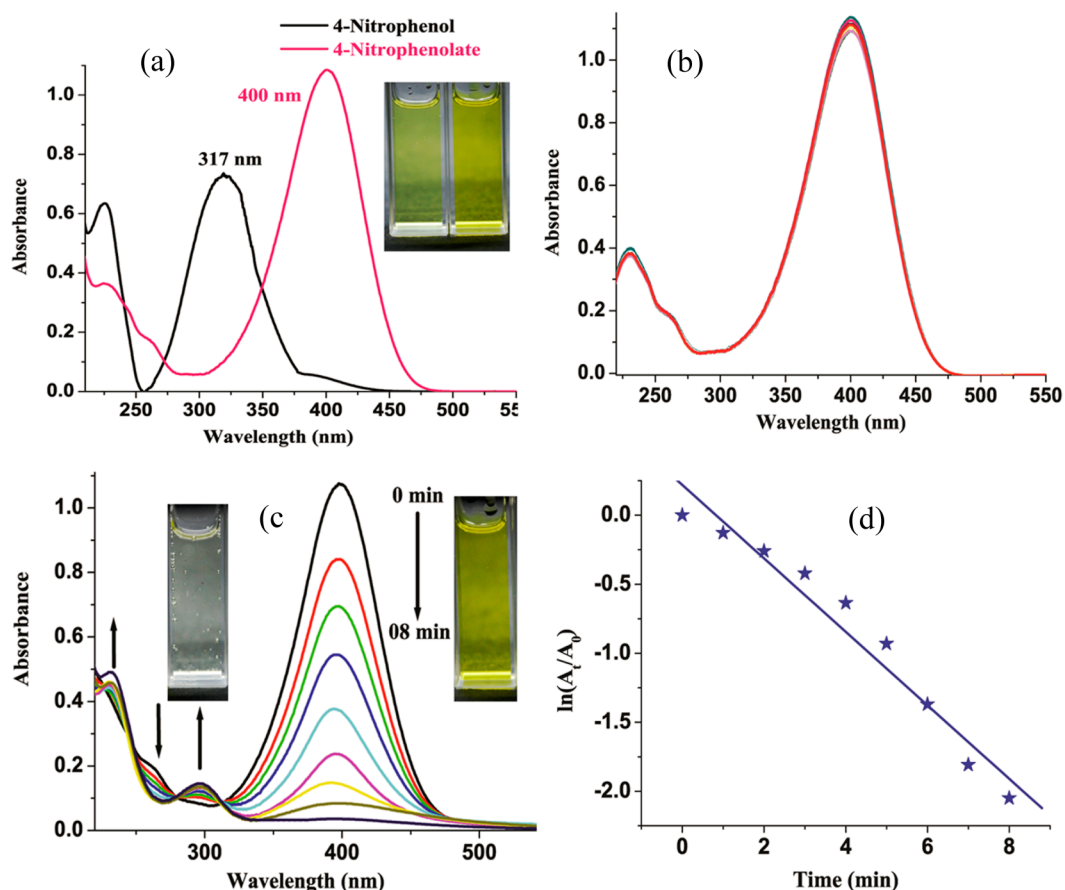 (a)
4-Nitrophenol
4-Nitrophenolate
400 nm
317 nm
1.0
0.8
0.6
0.4
0.2
0.0
Absorbance
250 300 350 400 450 500 55
Wavelength (nm)
(b)
1.0
0.8
0.6
0.4
0.2
0.0
Absorbance
250 300 350 400 450 500 550
Wavelength (nm)
(c)
0 min
08 min
1.0
0.8
0.6
0.4
0.2
0.0
Absorbance
300 400 500
Wavelength (nm)
(d)
0.0
-0.5
-1.0
-1.5
-2.0
ln(At/A0)
0 2 4 6 8
Time (min)